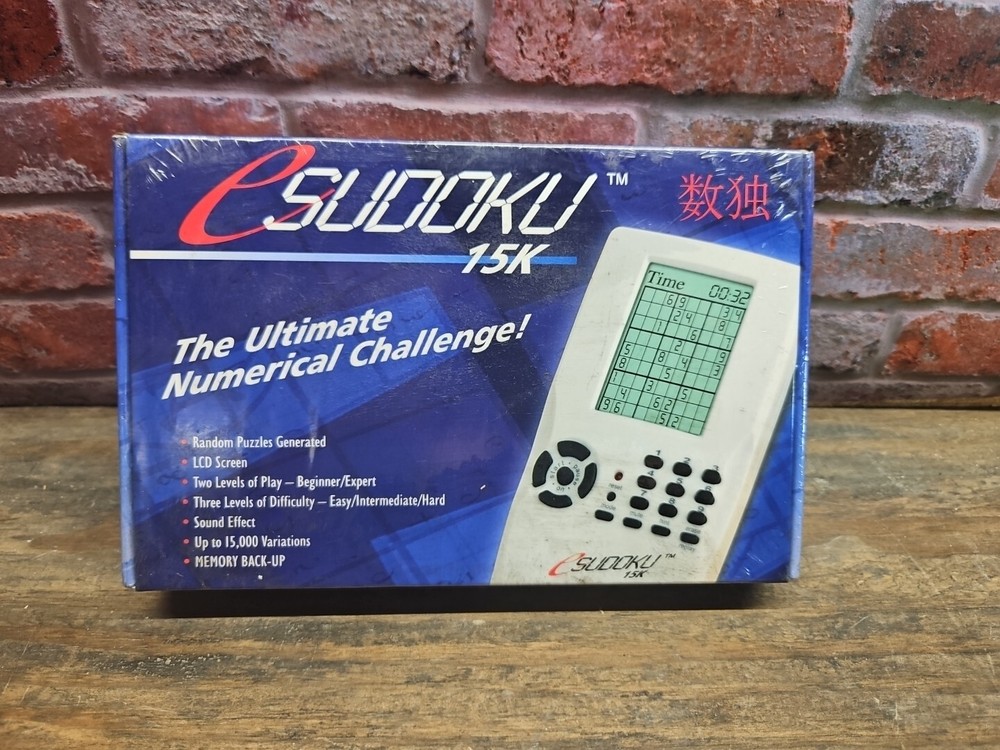 eSUDOKU™
数独
15K
The Ultimate
Numerical Challenge!
• Random Puzzles Generated
• LCD Screen
• Two Levels of Play – Beginner/Expert
• Three Levels of Difficulty – Easy/Intermediate/Hard
• Sound Effect
• Up to 15,000 Variations
• MEMORY BACK-UP
Time 00:32
eSUDOKU™
15K